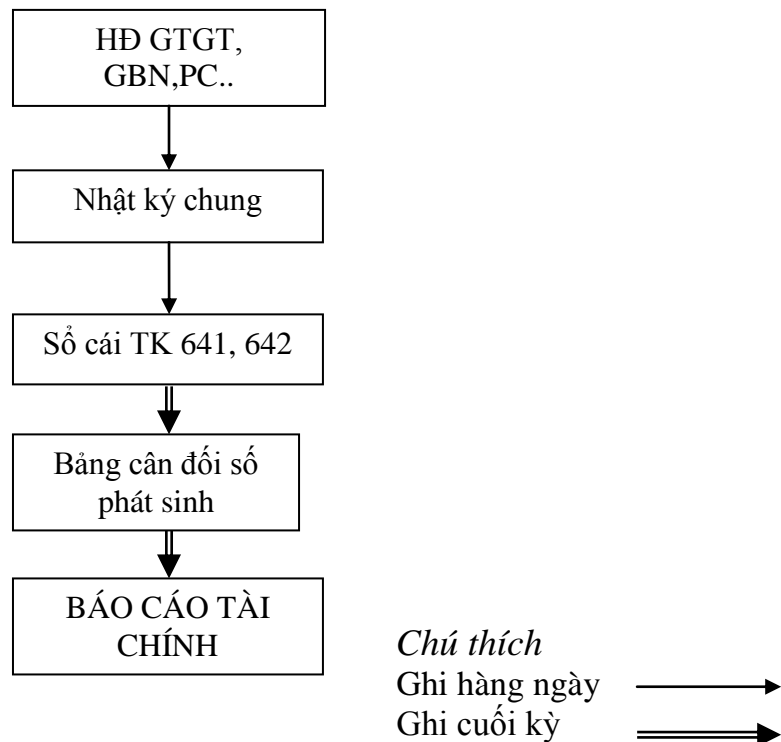 HĐ GTGT,
GBN,PC..
Nhật ký chung
Sổ cái TK 641, 642
Bảng cân đối số
phát sinh
BÁO CÁO TÀI
CHÍNH
Chú thích
Ghi hàng ngày
Ghi cuối kỳ